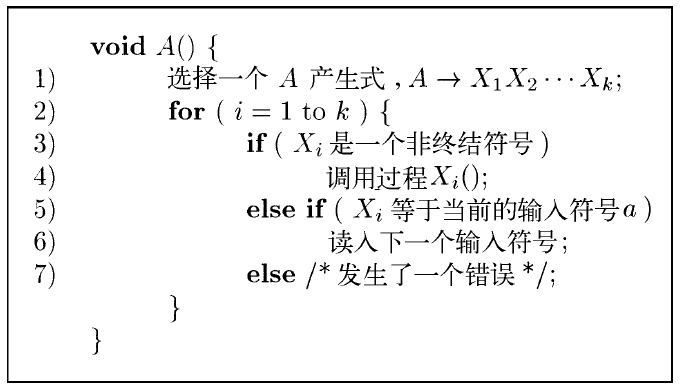 void A() {
1) 选择一个 A 产生式 , A → X₁X₂ ⋯ Xₖ;
2) for ( i = 1 to k ) {
3) if ( Xᵢ 是一个非终结符号 )
4) 调用过程 Xᵢ();
5) else if ( Xᵢ 等于当前的输入符号 a )
6) 读入下一个输入符号;
7) else /* 发生了一个错误 */;
}
}